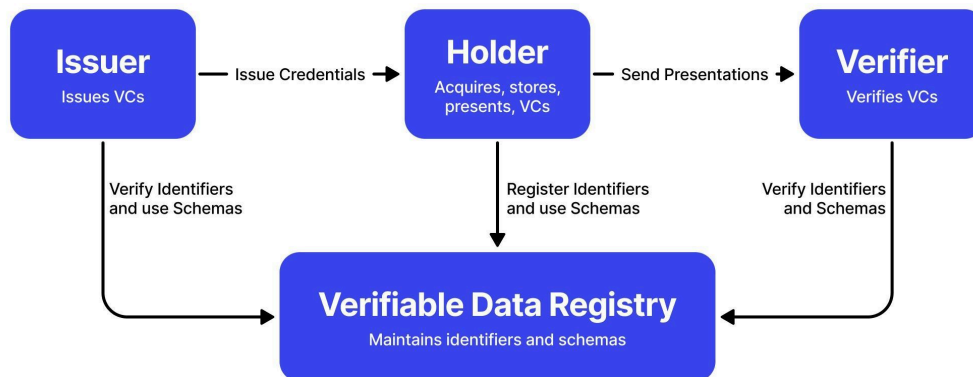 Issuer
Issues VCs
Issue Credentials
Holder
Acquires, stores,
presents, VCs
Send Presentations
Verifier
Verifies VCs
Verify Identifiers
and use Schemas
Register Identifiers
and use Schemas
Verify Identifiers
and Schemas
Verifiable Data Registry
Maintains identifiers and schemas